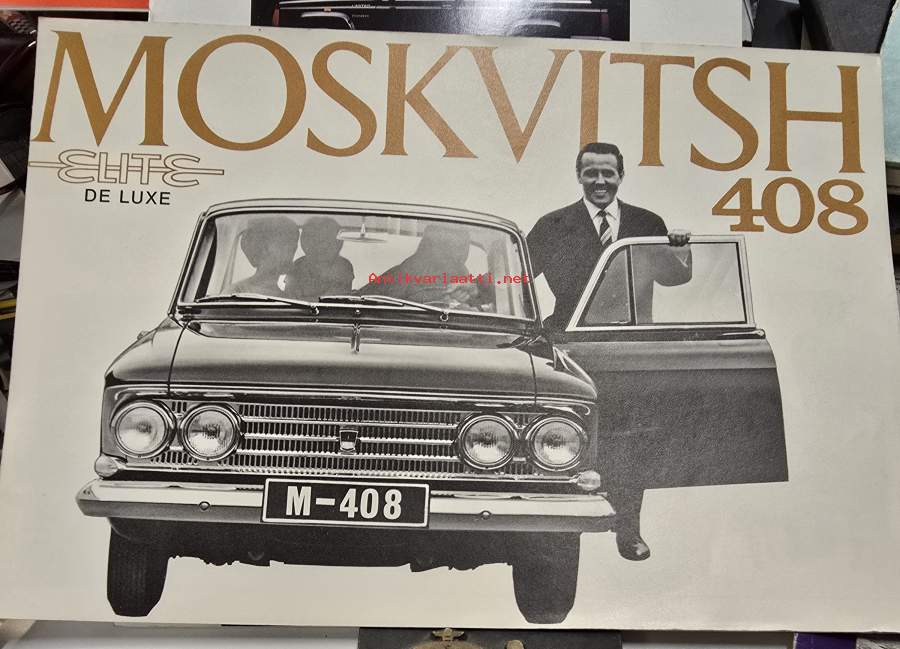 MOSKVITSH
408
ELITE
DE LUXE
Antikvariaatti.net
M-408